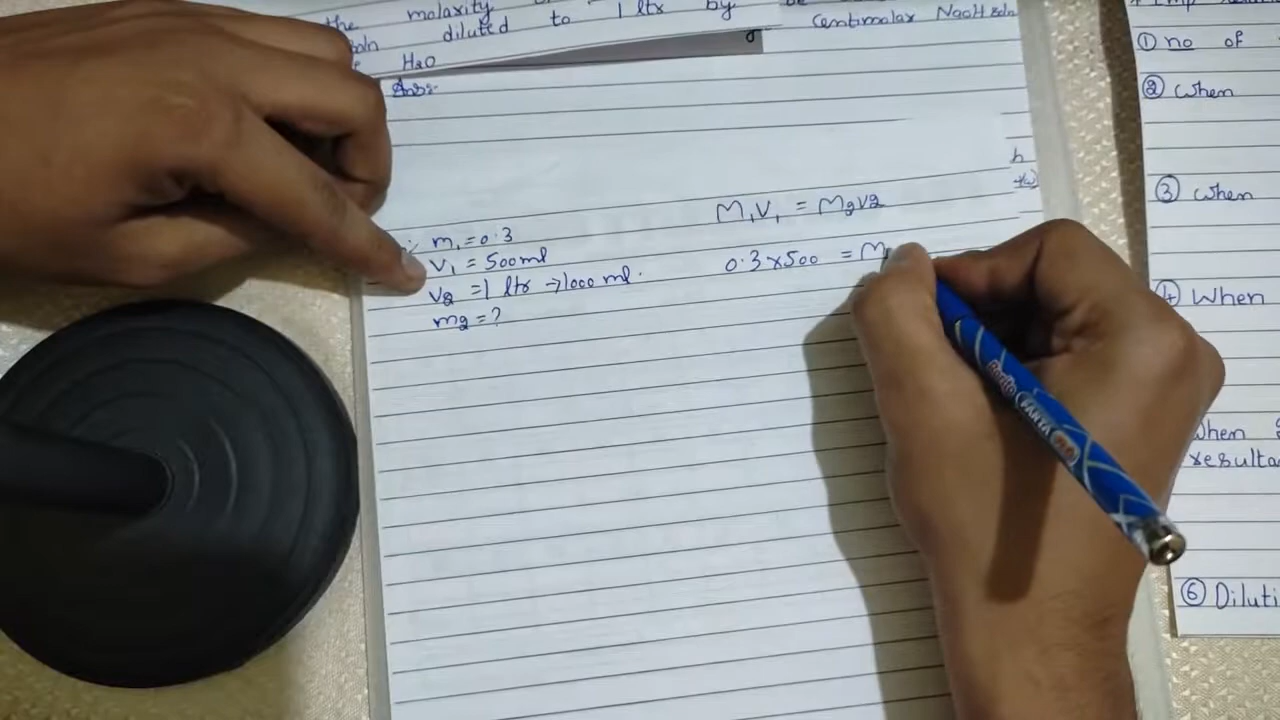 the molarity
soln diluted to 1 ltr by
H2O
centimolar NaOH soln
Ans:-
m1 = 0.3
V1 = 500ml
V2 = 1 ltr → 1000 ml.
m2 = ?
M1V1 = M2V2
0.3 x 500 = M
① no of
② When
③ When
④ When
When
resulta
⑥ Diluti